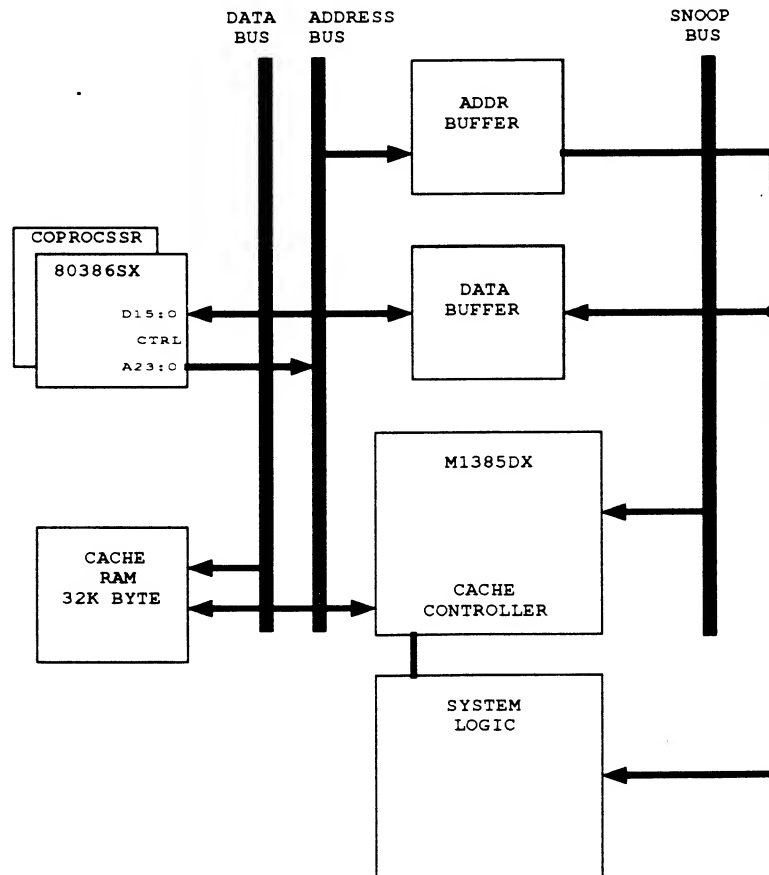 DATA
BUS
ADDRESS
BUS
SNOOP
BUS
ADDR
BUFFER
COPROCSSR
80386SX
D15:0
CTRL
A23:0
DATA
BUFFER
M1385DX
CACHE
CONTROLLER
CACHE
RAM
32K BYTE
SYSTEM
LOGIC